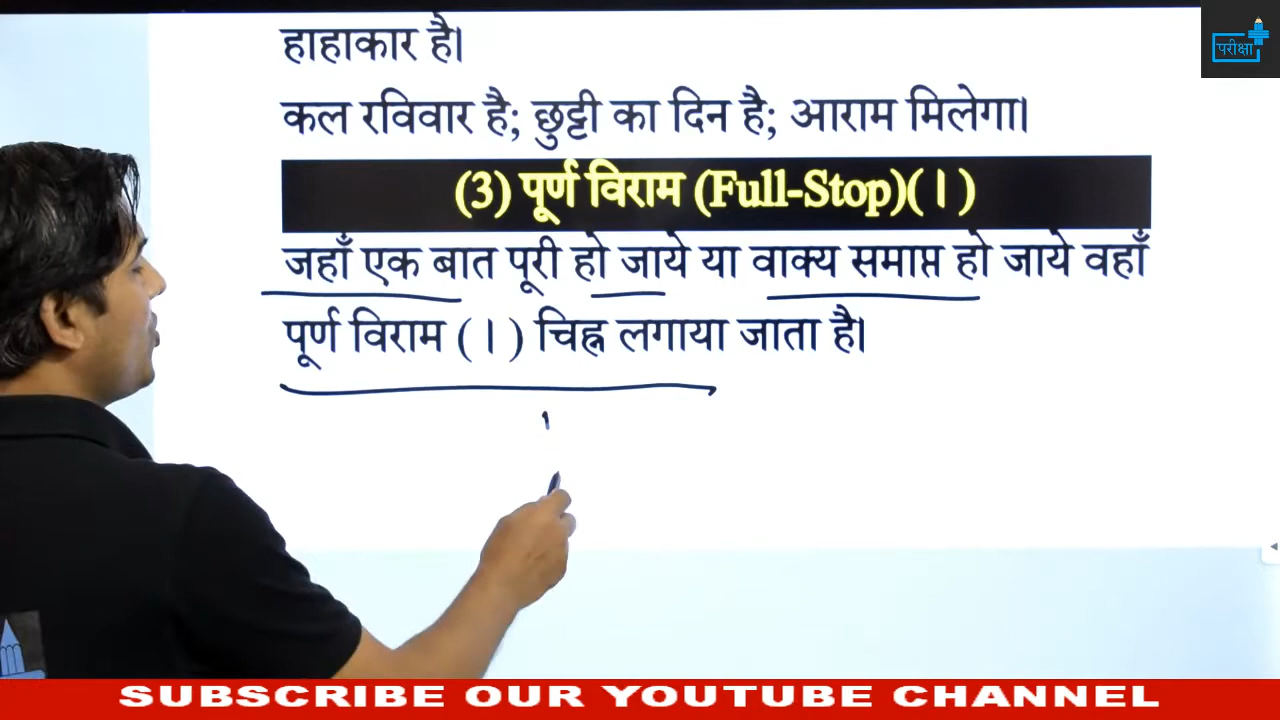 परीक्षा
हाहाकार है।
कल रविवार है; छुट्टी का दिन है; आराम मिलेगा।
(3) पूर्ण विराम (Full-Stop)(।)
जहाँ एक बात पूरी हो जाये या वाक्य समाप्त हो जाये वहाँ
पूर्ण विराम (।) चिह्न लगाया जाता है।
SUBSCRIBE OUR YOUTUBE CHANNEL